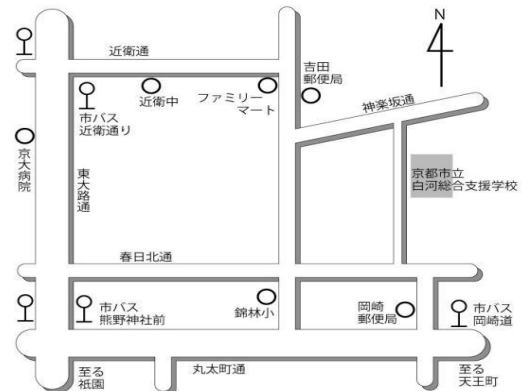 N
近衛通
吉田
郵便局
市バス
近衛通り
近衛中
ファミリー
マート
神楽坂通
京大病院
東大路通
京都市立
白河総合支援学校
春日北通
市バス
熊野神社前
錦林小
岡崎
郵便局
市バス
岡崎道
至る
祇園
丸太町通
至る
天王町